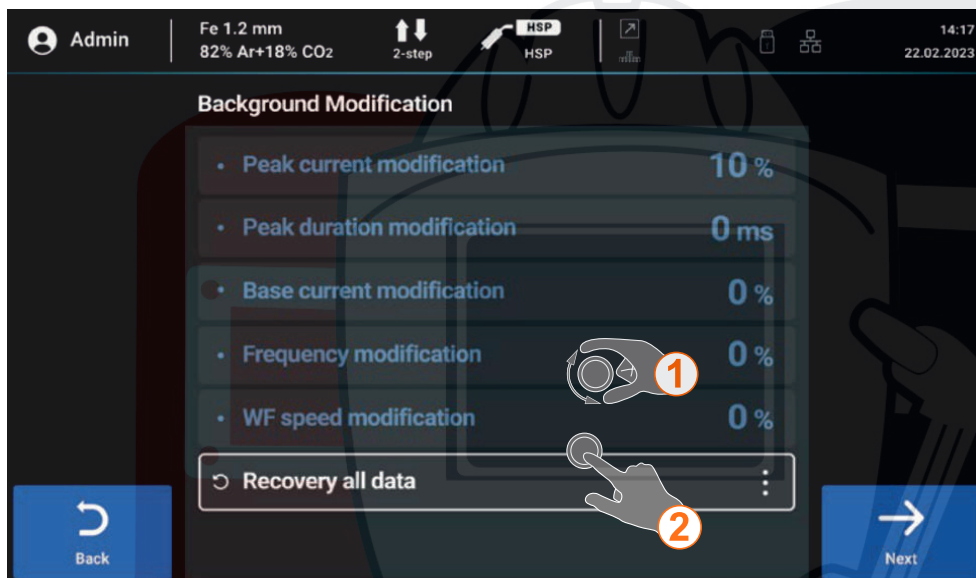 Admin
Fe 1.2 mm
82% Ar+18% CO2
2-step
HSP
HSP
14:17
22.02.2023
Background Modification
• Peak current modification 10 %
• Peak duration modification 0 ms
• Base current modification 0 %
• Frequency modification 0 %
• WF speed modification 0 %
Recovery all data
1
2
Back
Next